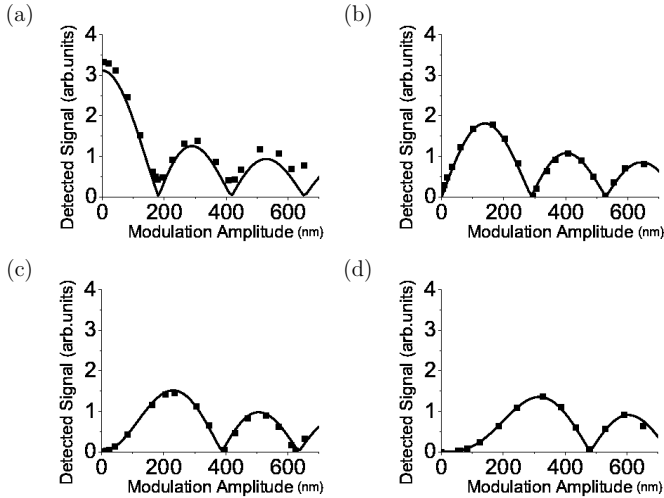 (a)
Detected Signal (arb.units)
4
3
2
1
0
0 200 400 600
Modulation Amplitude (nm)
(b)
Detected Signal (arb.units)
4
3
2
1
0
0 200 400 600
Modulation Amplitude (nm)
(c)
Detected Signal (arb.units)
4
3
2
1
0
0 200 400 600
Modulation Amplitude (nm)
(d)
Detected Signal (arb.units)
4
3
2
1
0
0 200 400 600
Modulation Amplitude (nm)